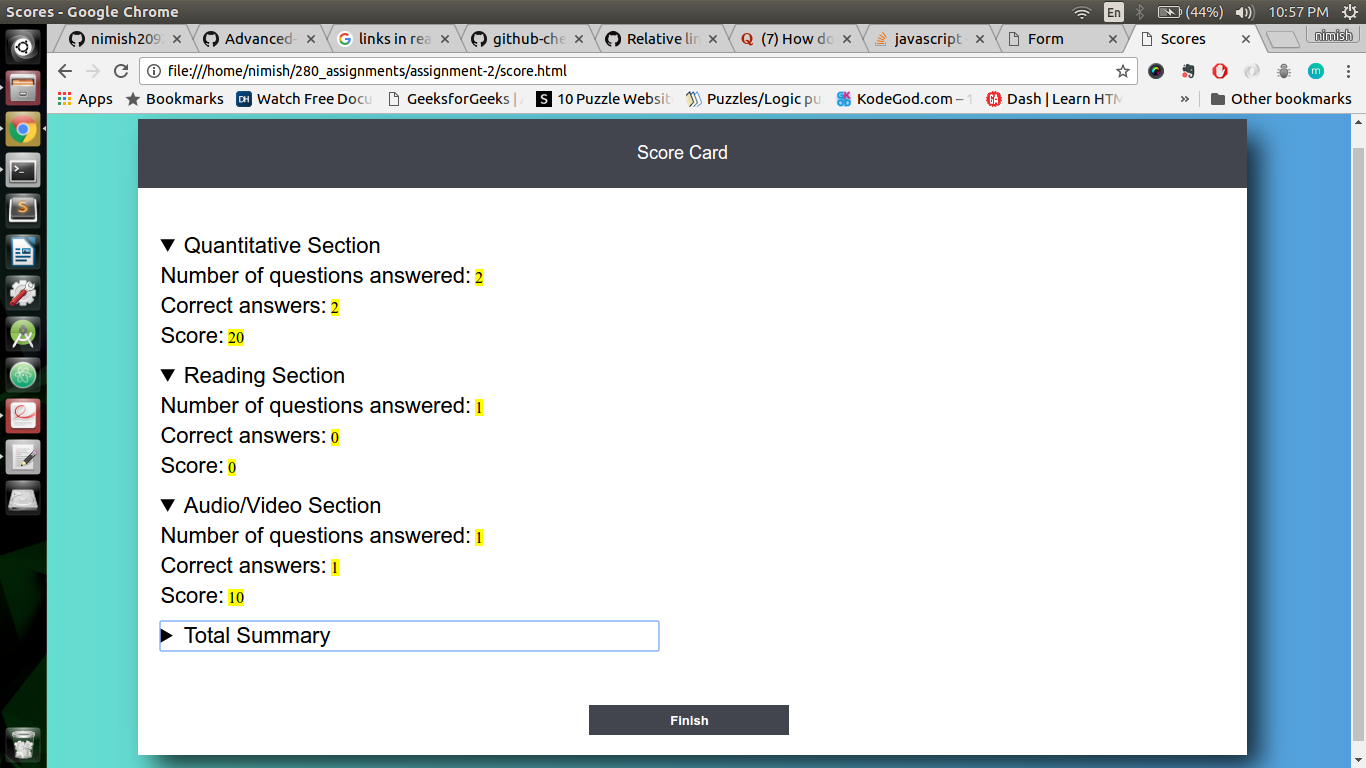 Scores - Google Chrome
En
(44%)
10:57 PM
nimish209
Advanced-
links in rea
github-che
Relative lin
(7) How do
javascript
Form
Scores
nimish
file:///home/nimish/280_assignments/assignment-2/score.html
Apps
Bookmarks
DH Watch Free Docu
GeeksforGeeks |
S 10 Puzzle Websit
Puzzles/Logic pu
KodeGod.com –
GA Dash | Learn HTM
»
Other bookmarks
Score Card
▼ Quantitative Section
Number of questions answered: 2
Correct answers: 2
Score: 20
▼ Reading Section
Number of questions answered: 1
Correct answers: 0
Score: 0
▼ Audio/Video Section
Number of questions answered: 1
Correct answers: 1
Score: 10
▶ Total Summary
Finish